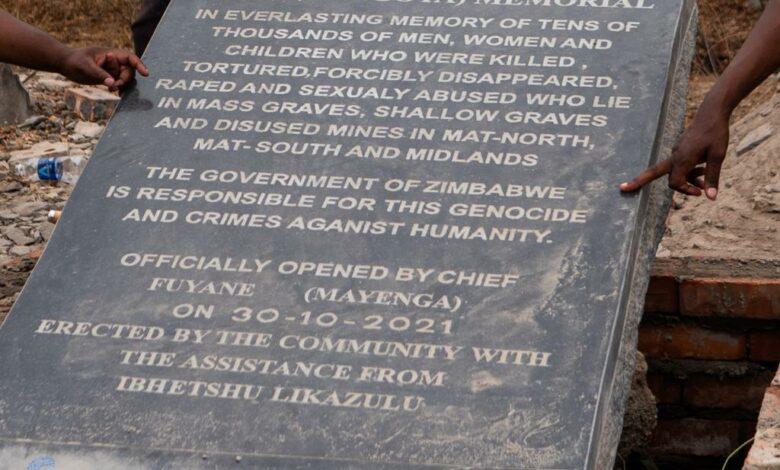 MEMORIAL
IN EVERLASTING MEMORY OF TENS OF
THOUSANDS OF MEN, WOMEN AND
CHILDREN WHO WERE KILLED ,
TORTURED,FORCIBLY DISAPPEARED,
RAPED AND SEXUALY ABUSED WHO LIE
IN MASS GRAVES, SHALLOW GRAVES
AND DISUSED MINES IN MAT-NORTH,
MAT- SOUTH AND MIDLANDS
THE GOVERNMENT OF ZIMBABWE
IS RESPONSIBLE FOR THIS GENOCIDE
AND CRIMES AGANIST HUMANITY.
OFFICIALLY OPENED BY CHIEF
FUYANE (MAYENGA)
ON 30-10-2021
ERECTED BY THE COMMUNITY WITH
THE ASSISTANCE FROM
IBHETSHU LIKAZULU